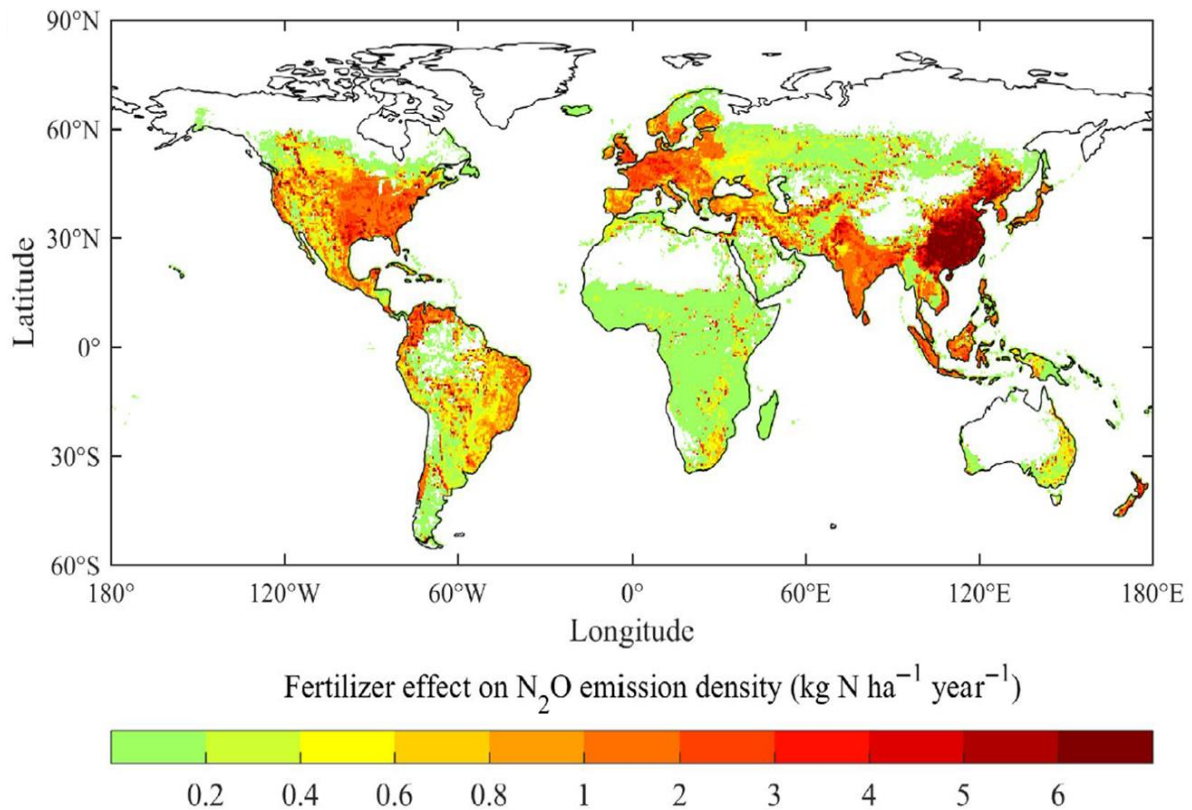 90°N
60°N
30°N
0°
30°S
60°S
Latitude
180° 120°W 60°W 0° 60°E 120°E 180°E
Longitude
Fertilizer effect on N₂O emission density (kg N ha⁻¹ year⁻¹)
0.2 0.4 0.6 0.8 1 2 3 4 5 6